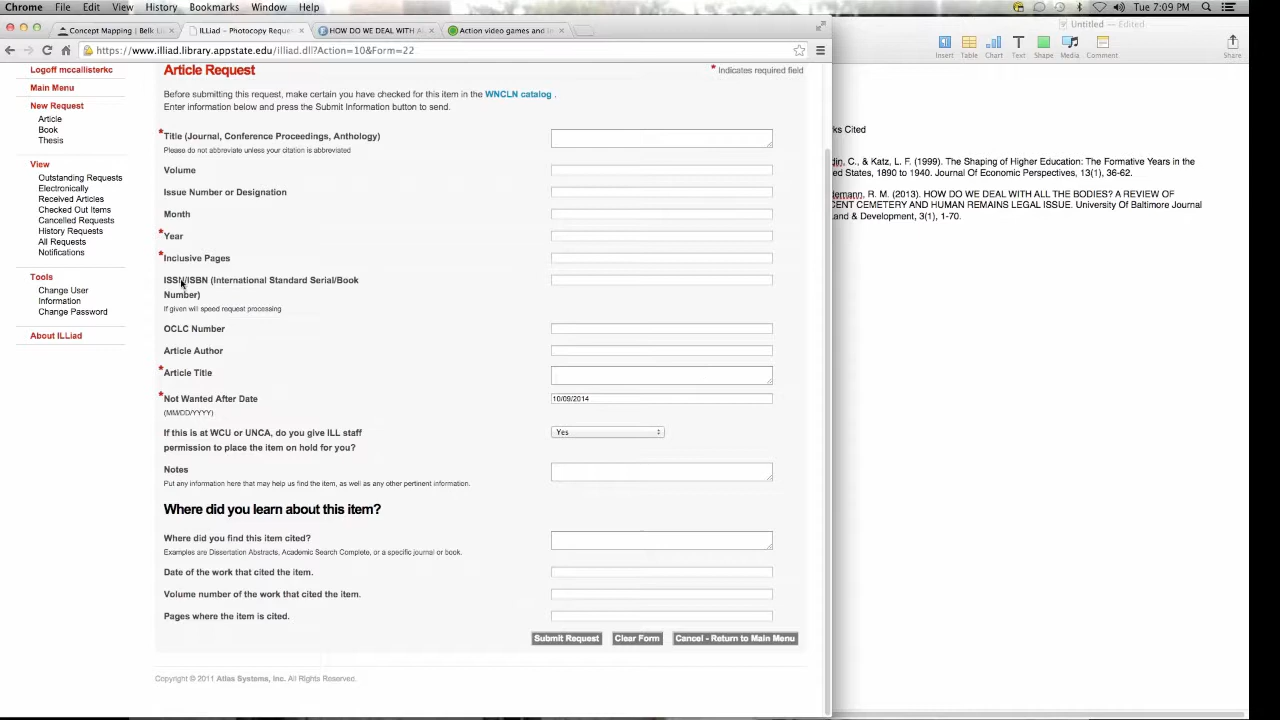 Chrome File Edit View History Bookmarks Window Help
Tue 7:09 PM
Concept Mapping | Belk Li
ILLiad – Photocopy Reque
HOW DO WE DEAL WITH AL
Action video games and in
Untitled — Edited
https://www.illiad.library.appstate.edu/illiad.dll?Action=10&Form=22
Insert Table Chart Text Shape Media Comment Share
Logoff mccallisterkc
Main Menu
New Request
Article
Book
Thesis
View
Outstanding Requests
Electronically
Received Articles
Checked Out Items
Cancelled Requests
History Requests
All Requests
Notifications
Tools
Change User
Information
Change Password
About ILLiad
Article Request
* Indicates required field
Before submitting this request, make certain you have checked for this item in the WNCLN catalog .
Enter information below and press the Submit Information button to send.
* Title (Journal, Conference Proceedings, Anthology)
Please do not abbreviate unless your citation is abbreviated
Volume
Issue Number or Designation
Month
* Year
* Inclusive Pages
ISSN/ISBN (International Standard Serial/Book
Number)
If given will speed request processing
OCLC Number
Article Author
* Article Title
* Not Wanted After Date
10/09/2014
(MM/DD/YYYY)
If this is at WCU or UNCA, do you give ILL staff
permission to place the item on hold for you?
Yes
Notes
Put any information here that may help us find the item, as well as any other pertinent information.
Where did you learn about this item?
Where did you find this item cited?
Examples are Dissertation Abstracts, Academic Search Complete, or a specific journal or book.
Date of the work that cited the item.
Volume number of the work that cited the item.
Pages where the item is cited.
Submit Request Clear Form Cancel - Return to Main Menu
Copyright © 2011 Atlas Systems, Inc. All Rights Reserved.
ks Cited
din, C., & Katz, L. F. (1999). The Shaping of Higher Education: The Formative Years in the
ed States, 1890 to 1940. Journal Of Economic Perspectives, 13(1), 36-62.
temann, R. M. (2013). HOW DO WE DEAL WITH ALL THE BODIES? A REVIEW OF
CENT CEMETERY AND HUMAN REMAINS LEGAL ISSUE. University Of Baltimore Journal
and & Development, 3(1), 1-70.